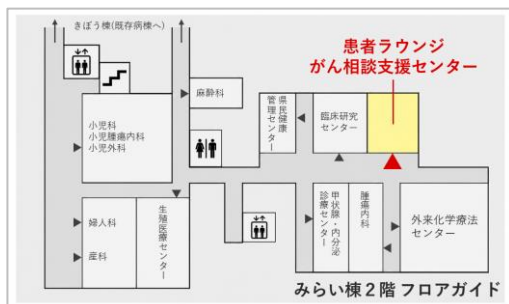 きぼう棟(既存病棟へ)
患者ラウンジ
がん相談支援センター
麻酔科
県民健康
管理センター
臨床研究
センター
小児科
小児腫瘍内科
小児外科
婦人科
産科
生殖医療センター
甲状腺・内分泌
診療センター
腫瘍内科
外来化学療法
センター
みらい棟2階 フロアガイド